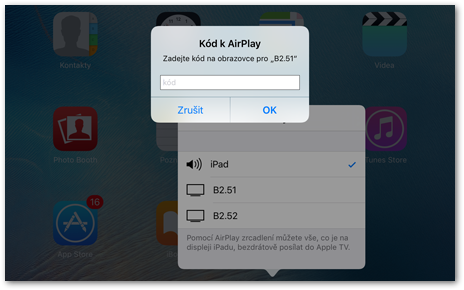 Kód k AirPlay
Zadejte kód na obrazovce pro „B2.51“
kód
Zrušit
OK
Kontakty
Video
Photo Booth
iTunes Store
16
App Store
iPad
B2.51
B2.52
Pomocí AirPlay zrcadlení můžete vše, co je na
displeji iPadu, bezdrátově posílat do Apple TV.